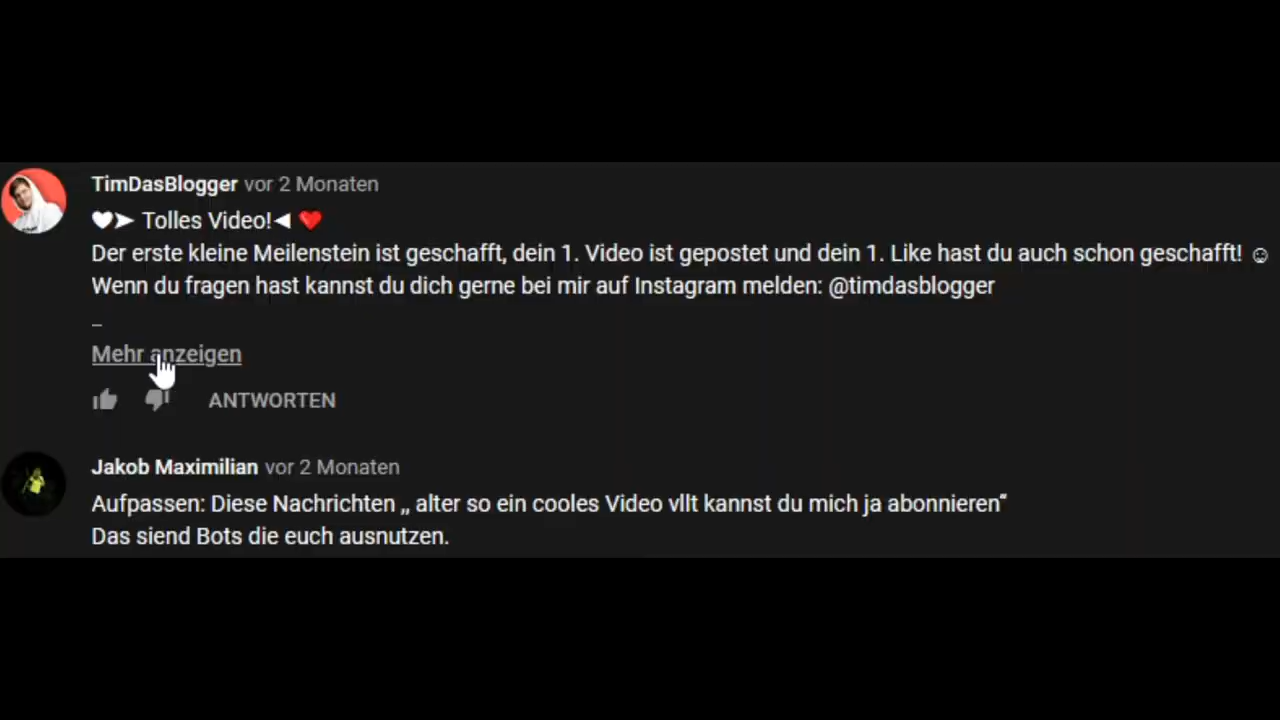 TimDasBlogger vor 2 Monaten
🤍➤ Tolles Video!◄ ❤️
Der erste kleine Meilenstein ist geschafft, dein 1. Video ist gepostet und dein 1. Like hast du auch schon geschafft! ☺
Wenn du fragen hast kannst du dich gerne bei mir auf Instagram melden: @timdasblogger
_
Mehr anzeigen
ANTWORTEN
Jakob Maximilian vor 2 Monaten
Aufpassen: Diese Nachrichten ,, alter so ein cooles Video vllt kannst du mich ja abonnieren“
Das siend Bots die euch ausnutzen.